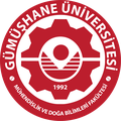 GÜMÜŞHANE ÜNİVERSİTESİ
1992
MÜHENDİSLİK VE DOĞA BİLİMLERİ FAKÜLTESİ